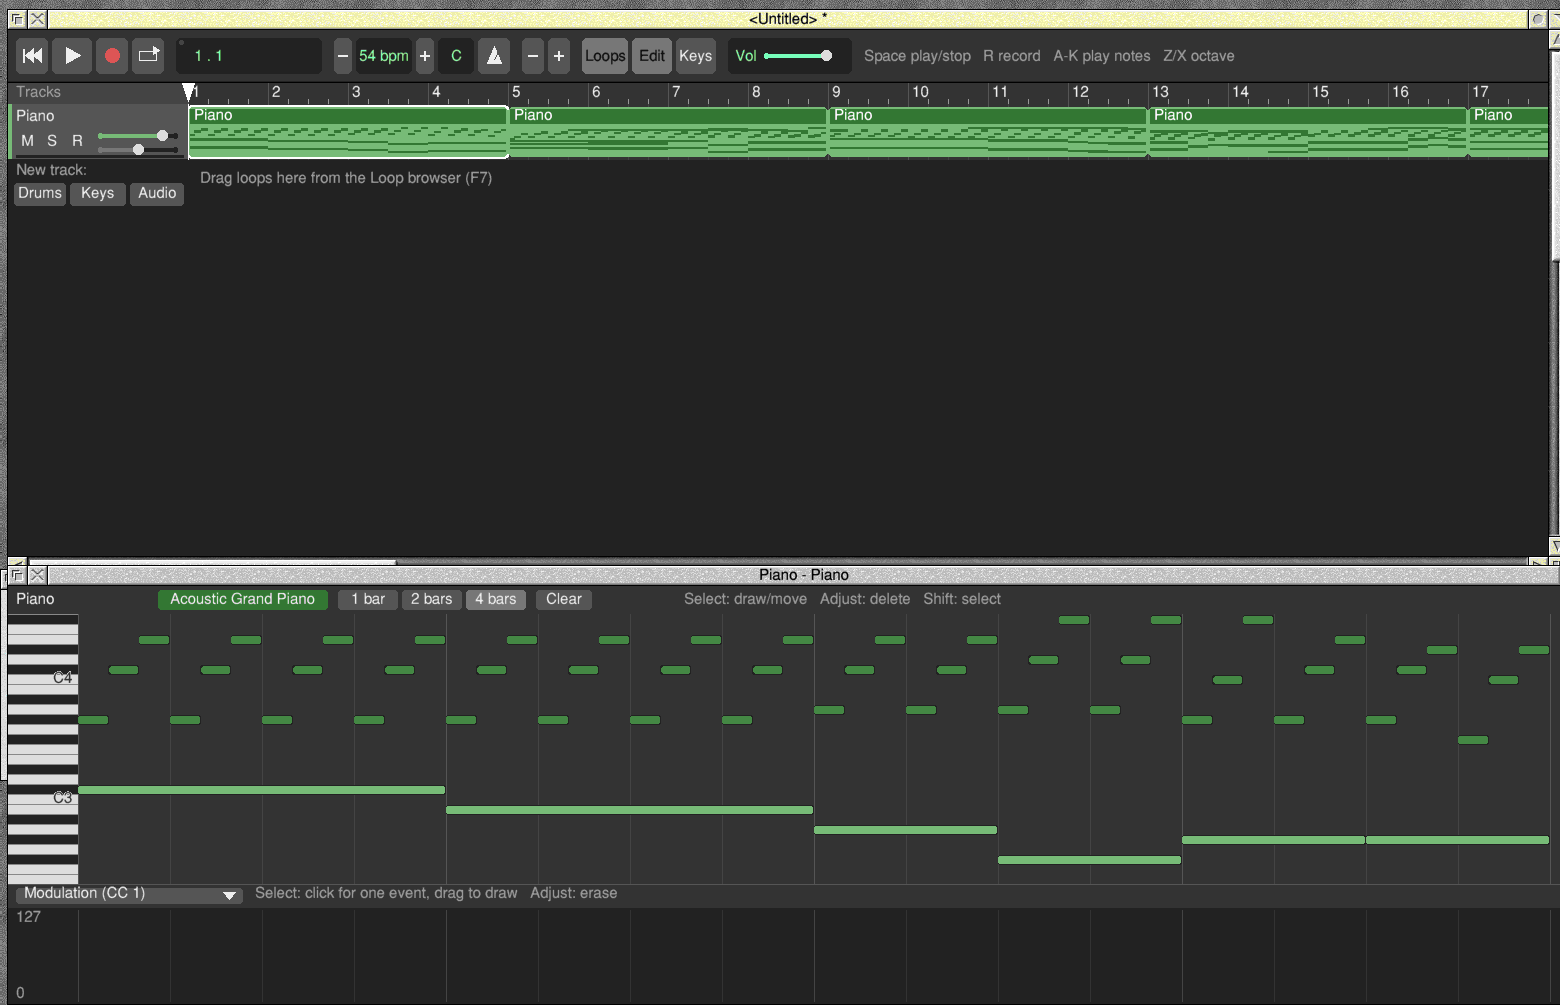 <Untitled> *
1 . 1
54 bpm
C
Loops
Edit
Keys
Vol
Space play/stop R record A-K play notes Z/X octave
Tracks
1 2 3 4 5 6 7 8 9 10 11 12 13 14 15 16 17
Piano
Piano Piano Piano Piano Piano
M S R
New track:
Drums Keys Audio
Drag loops here from the Loop browser (F7)
Piano - Piano
Piano
Acoustic Grand Piano
1 bar
2 bars
4 bars
Clear
Select: draw/move Adjust: delete Shift: select
C4
C3
Modulation (CC 1)
Select: click for one event, drag to draw Adjust: erase
127
0